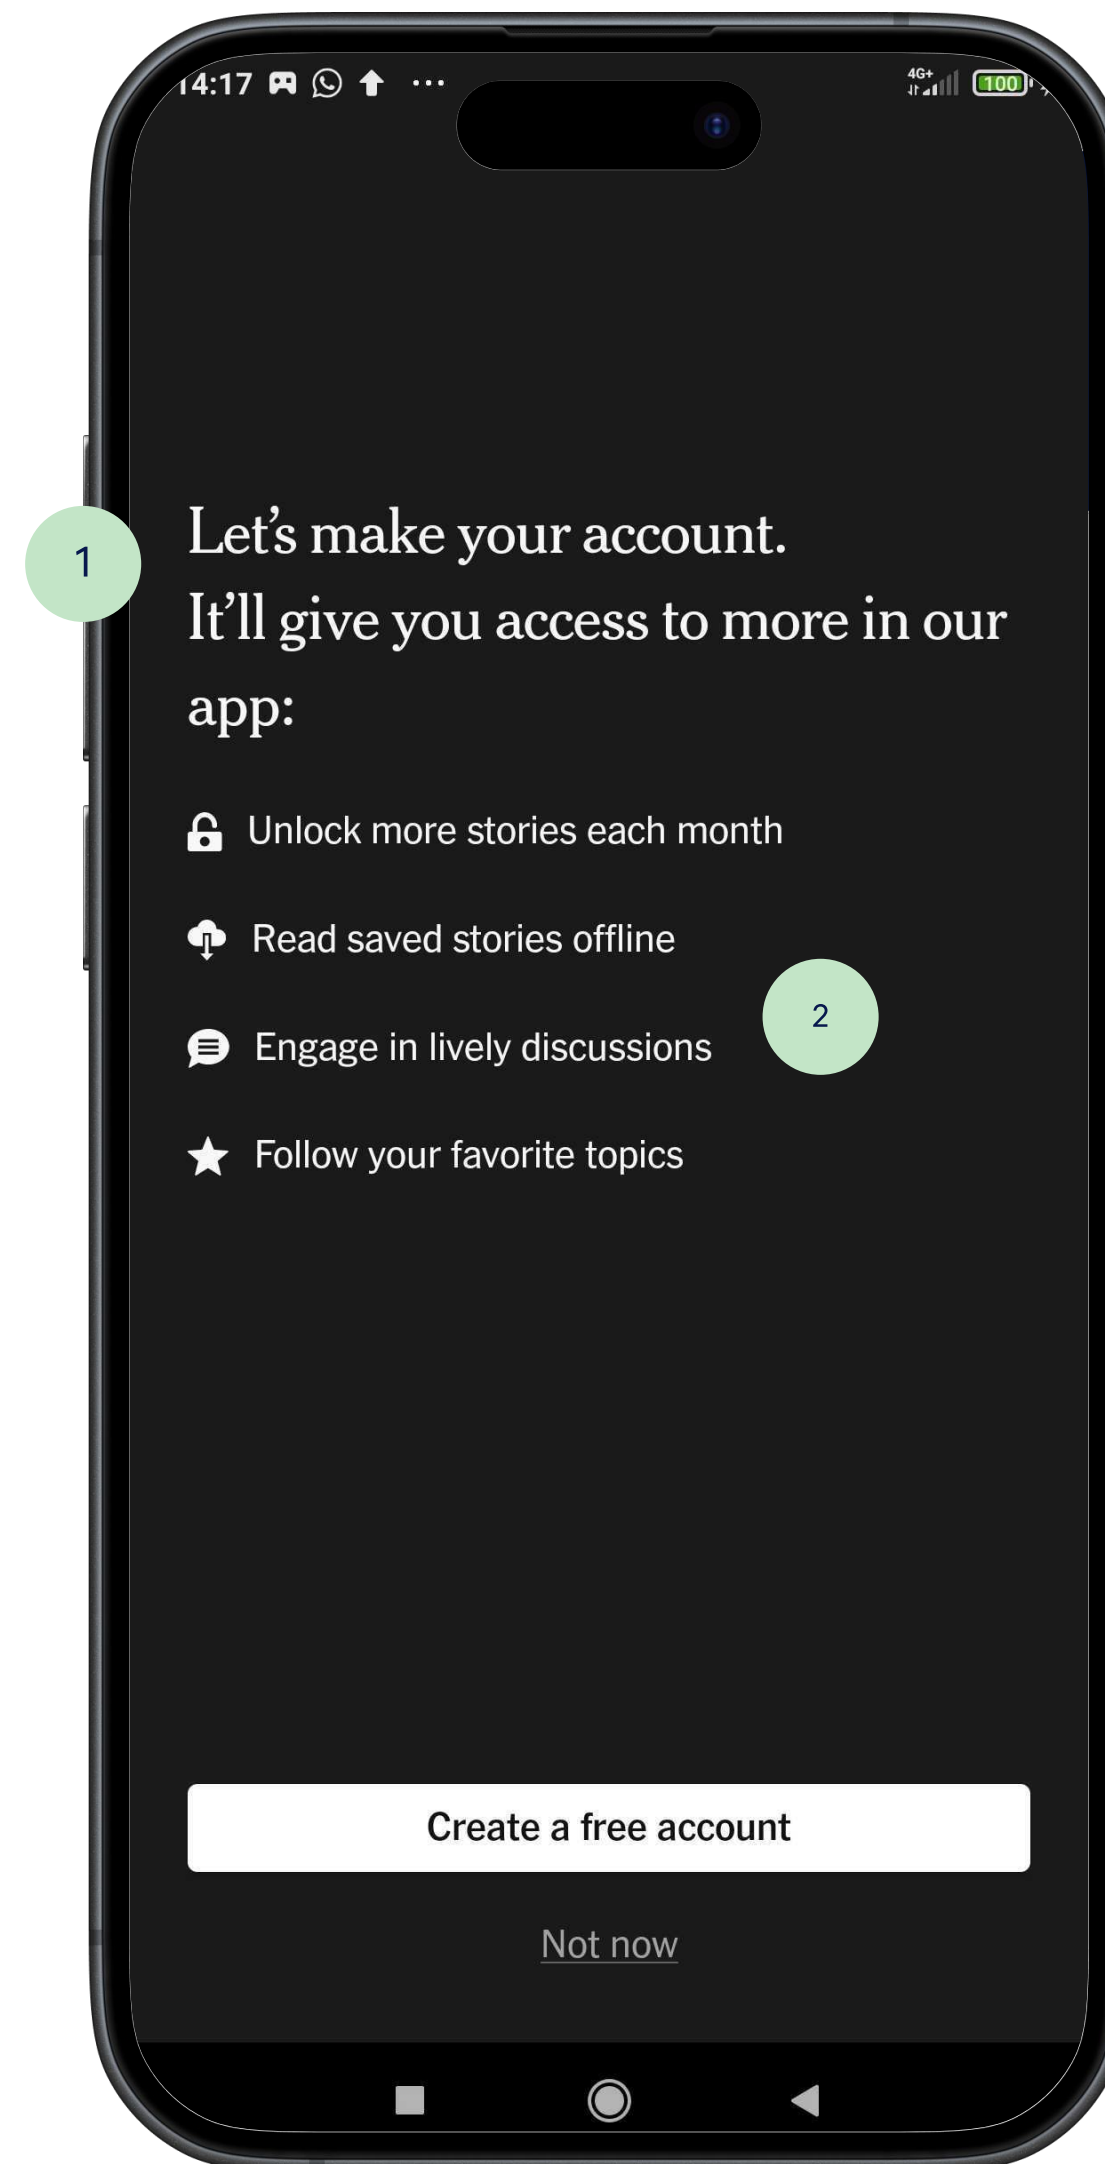 14:17
4G+
100
1
Let’s make your account.
It’ll give you access to more in our
app:
Unlock more stories each month
Read saved stories offline
2
Engage in lively discussions
Follow your favorite topics
Create a free account
Not now